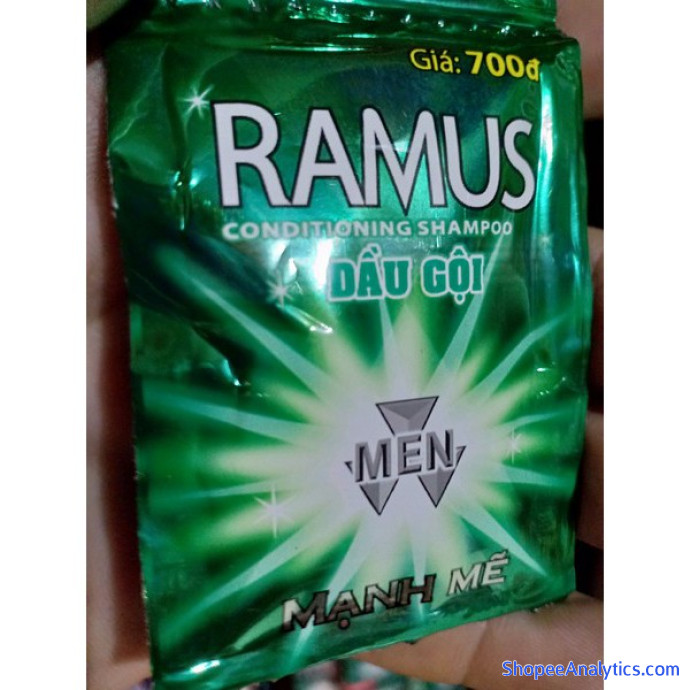 Giá: 700đ
RAMUS
CONDITIONING SHAMPOO
DẦU GỘI
MEN
MẠNH MẼ
ShopeeAnalytics.com